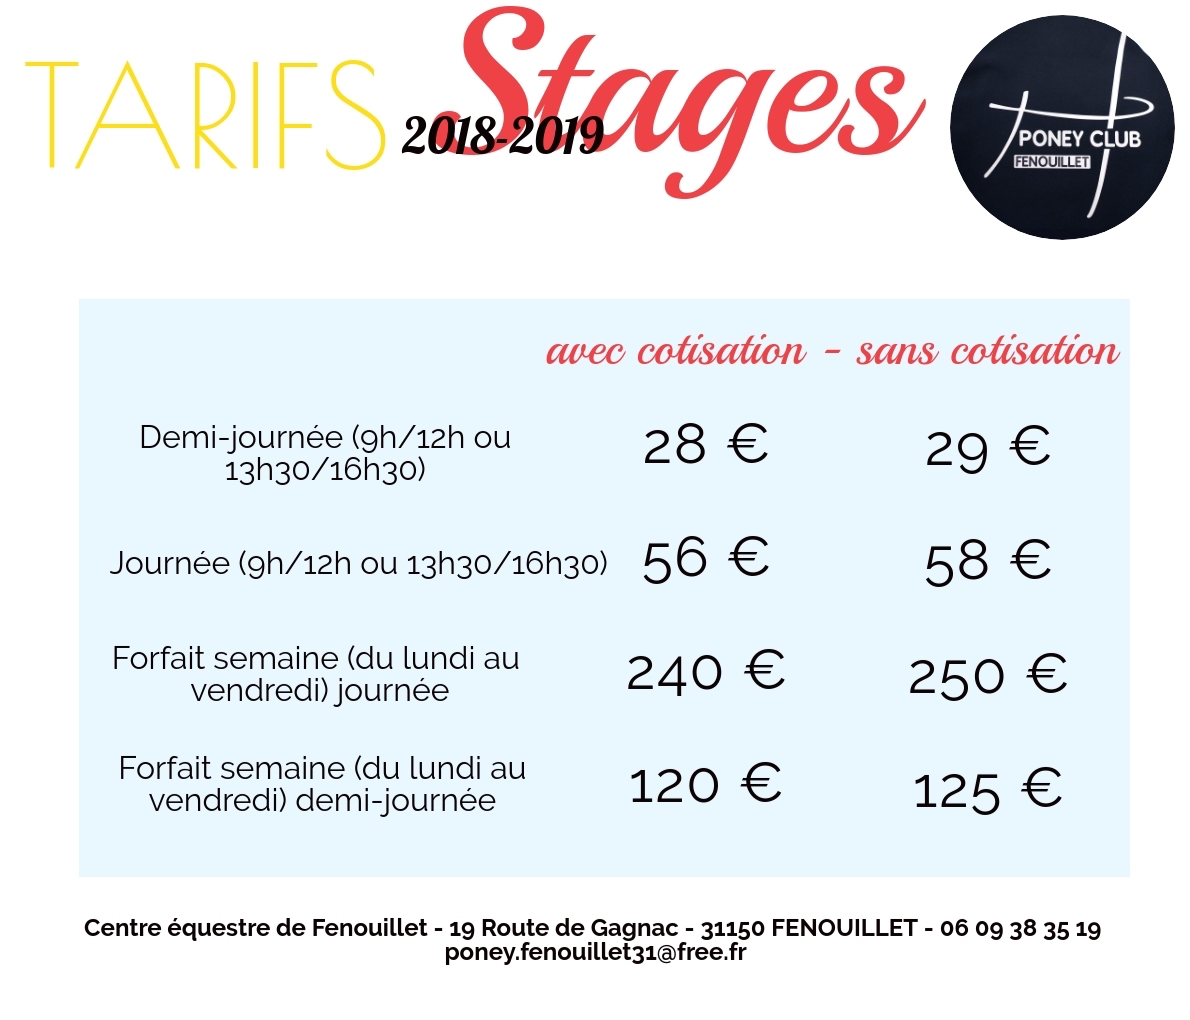 TARIFS Stages
2018-2019
PONEY CLUB
FENOUILLET
avec cotisation - sans cotisation
Demi-journée (9h/12h ou
13h30/16h30)
28 € 29 €
Journée (9h/12h ou 13h30/16h30) 56 € 58 €
Forfait semaine (du lundi au
vendredi) journée
240 € 250 €
Forfait semaine (du lundi au
vendredi) demi-journée
120 € 125 €
Centre équestre de Fenouillet - 19 Route de Gagnac - 31150 FENOUILLET - 06 09 38 35 19
poney.fenouillet31@free.fr